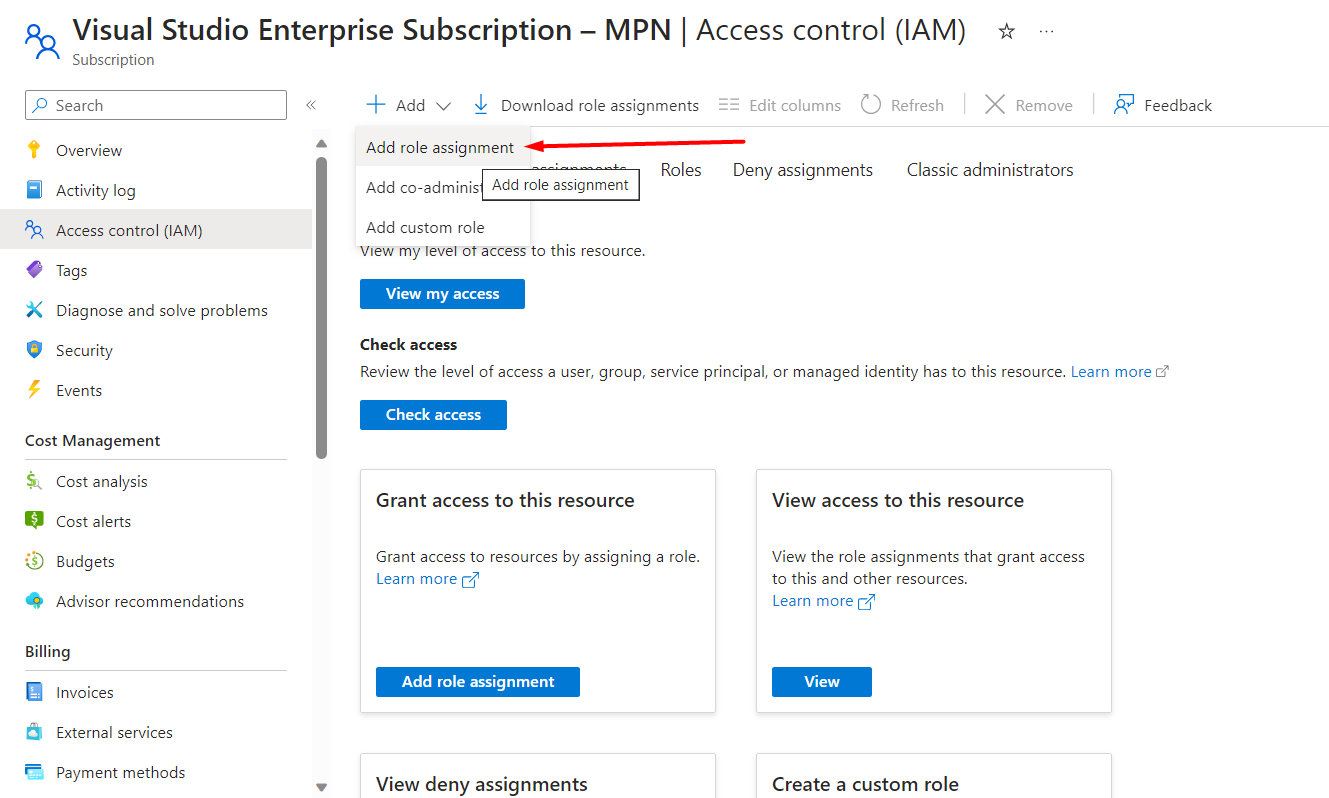 Visual Studio Enterprise Subscription – MPN | Access control (IAM)
Subscription
Search
Add
Download role assignments
Edit columns
Refresh
Remove
Feedback
Overview
Activity log
Access control (IAM)
Tags
Diagnose and solve problems
Security
Events
Cost Management
Cost analysis
Cost alerts
Budgets
Advisor recommendations
Billing
Invoices
External services
Payment methods
Add role assignment
Add co-administ
Add custom role
Add role assignment
assignments
Roles
Deny assignments
Classic administrators
View my level of access to this resource.
View my access
Check access
Review the level of access a user, group, service principal, or managed identity has to this resource. Learn more
Check access
Grant access to this resource
Grant access to resources by assigning a role.
Learn more
Add role assignment
View access to this resource
View the role assignments that grant access
to this and other resources.
Learn more
View
View deny assignments
Create a custom role